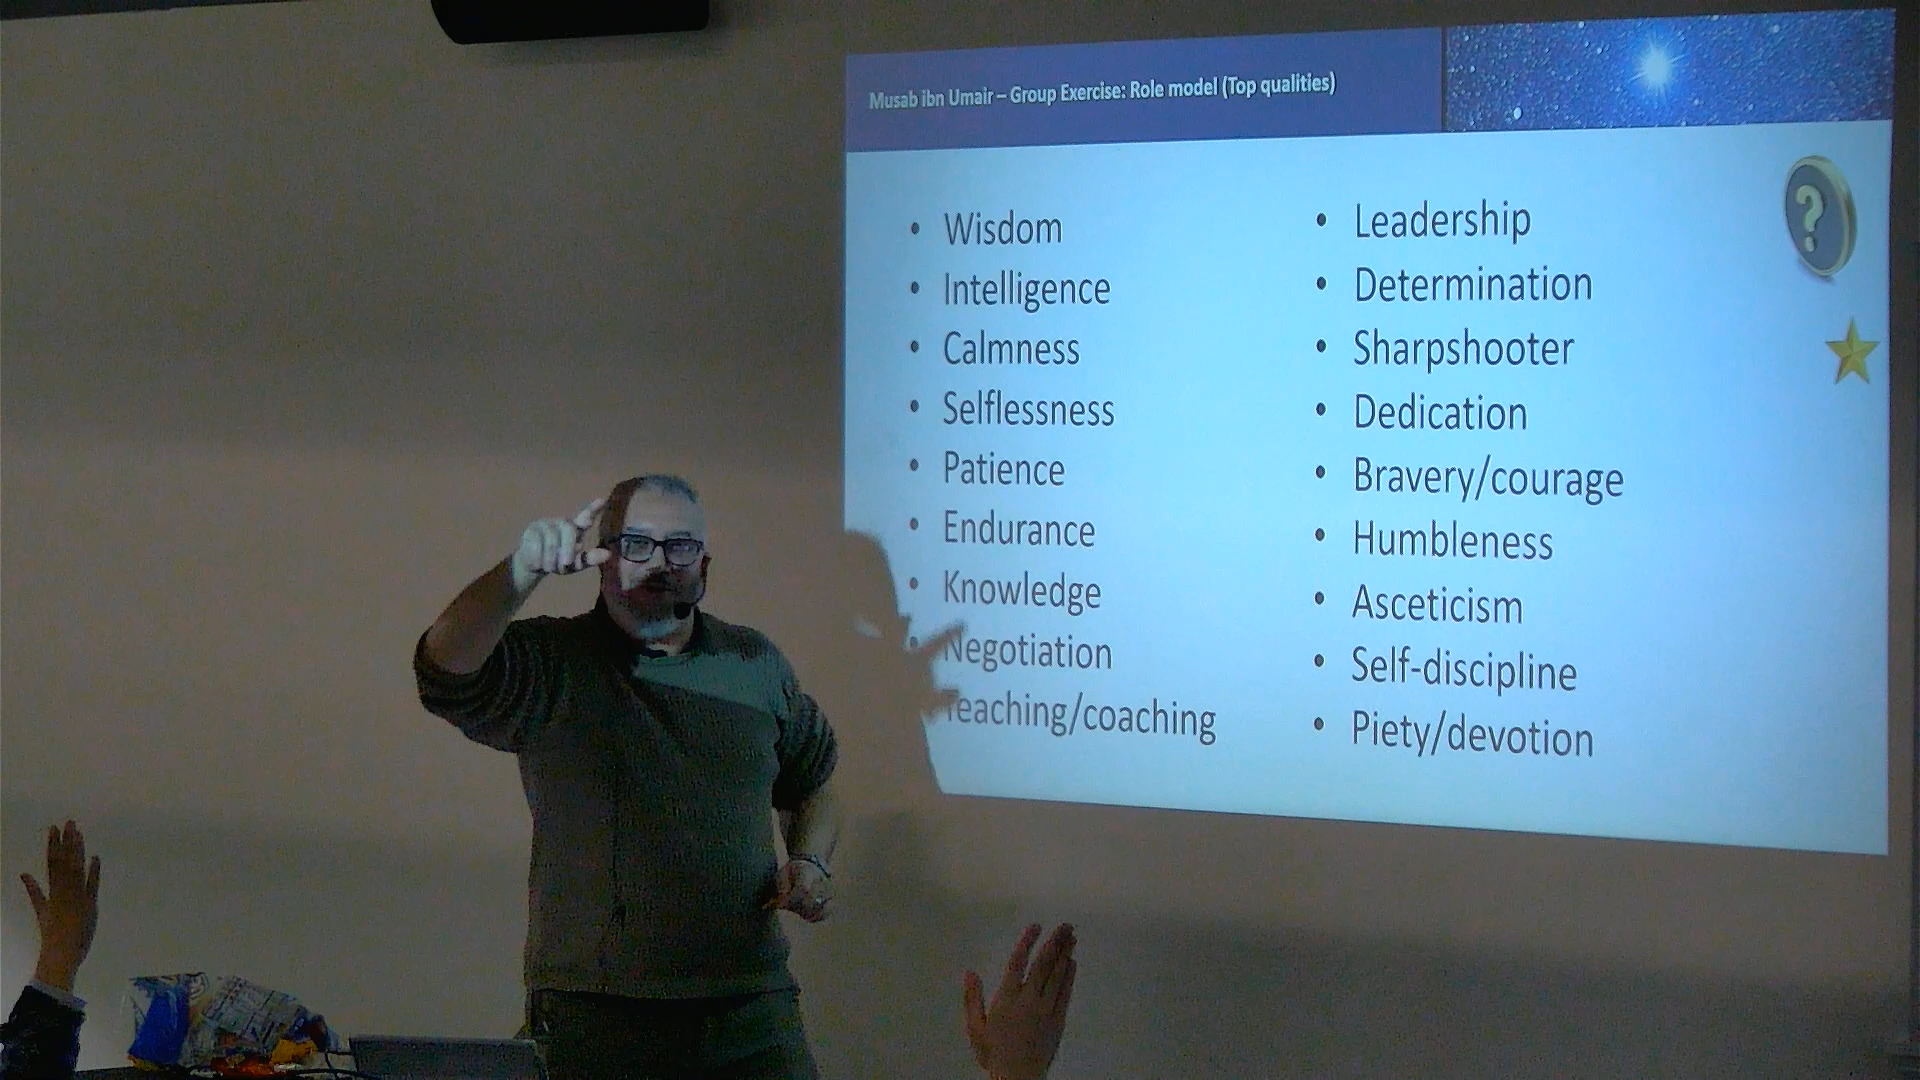 Musab ibn Umair – Group Exercise: Role model (Top qualities)
• Wisdom
• Intelligence
• Calmness
• Selflessness
• Patience
• Endurance
• Knowledge
• Negotiation
• Teaching/coaching
• Leadership
• Determination
• Sharpshooter
• Dedication
• Bravery/courage
• Humbleness
• Asceticism
• Self-discipline
• Piety/devotion
?